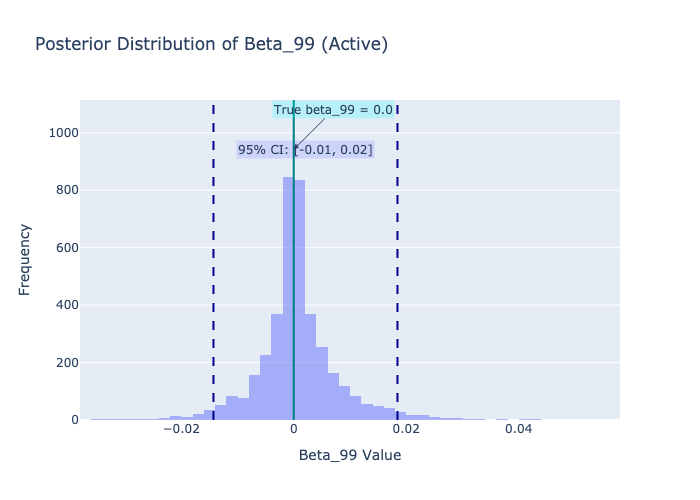 Posterior Distribution of Beta_99 (Active)
True beta_99 = 0.0
95% CI: [-0.01, 0.02]
1000
800
600
400
200
0
Frequency
−0.02
0
0.02
0.04
Beta_99 Value